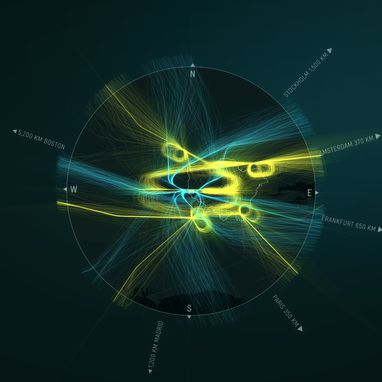 N
STOCKHOLM 1,500 KM
AMSTERDAM 370 KM
5,200 KM BOSTON
W
E
FRANKFURT 650 KM
PARIS 350 KM
S
1,200 KM MADRID